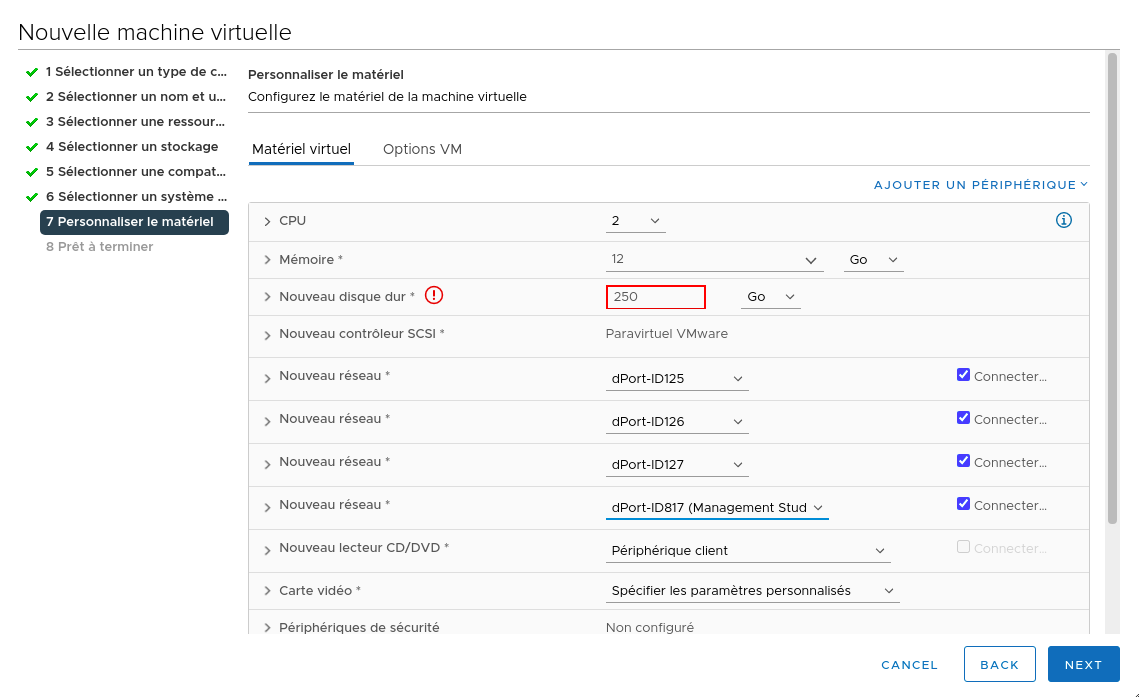 Nouvelle machine virtuelle
1 Sélectionner un type de c...
2 Sélectionner un nom et u...
3 Sélectionner une ressour...
4 Sélectionner un stockage
5 Sélectionner une compat...
6 Sélectionner un système ...
7 Personnaliser le matériel
8 Prêt à terminer
Personnaliser le matériel
Configurez le matériel de la machine virtuelle
Matériel virtuel Options VM
AJOUTER UN PÉRIPHÉRIQUE
CPU 2
Mémoire * 12 Go
Nouveau disque dur * 250 Go
Nouveau contrôleur SCSI * Paravirtuel VMware
Nouveau réseau * dPort-ID125 Connecter...
Nouveau réseau * dPort-ID126 Connecter...
Nouveau réseau * dPort-ID127 Connecter...
Nouveau réseau * dPort-ID817 (Management Stud Connecter...
Nouveau lecteur CD/DVD * Périphérique client Connecter...
Carte vidéo * Spécifier les paramètres personnalisés
Périphériques de sécurité Non configuré
CANCEL BACK NEXT